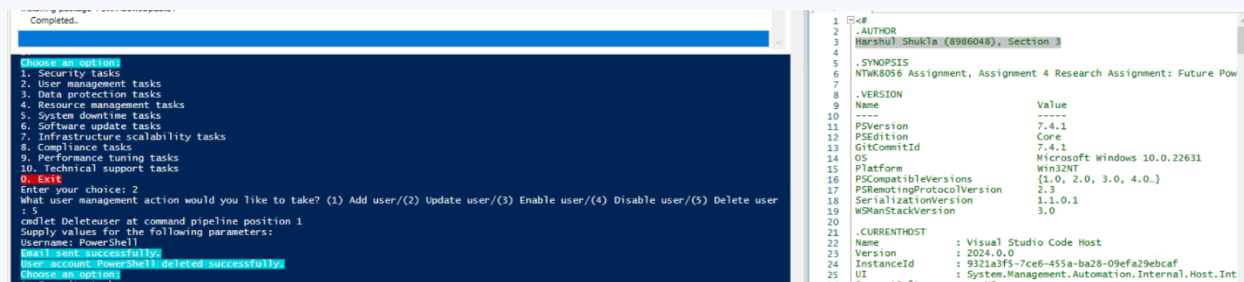 Completed..
Choose an option:
1. Security tasks
2. User management tasks
3. Data protection tasks
4. Resource management tasks
5. System downtime tasks
6. Software update tasks
7. Infrastructure scalability tasks
8. Compliance tasks
9. Performance tuning tasks
10. Technical support tasks
0. Exit
Enter your choice: 2
What user management action would you like to take? (1) Add user/(2) Update user/(3) Enable user/(4) Disable user/(5) Delete user
: 5
cmdlet Deleteuser at command pipeline position 1
Supply values for the following parameters:
Username: PowerShell
Email sent successfully.
User account PowerShell deleted successfully.
Choose an option:
1 <#
2 .AUTHOR
3 Harshul Shukla (8986048), Section 3
4
5 .SYNOPSIS
6 NTWK8056 Assignment, Assignment 4 Research Assignment: Future Pow
7
8 .VERSION
9 Name Value
10 ---- -----
11 PSVersion 7.4.1
12 PSEdition Core
13 GitCommitId 7.4.1
14 OS Microsoft Windows 10.0.22631
15 Platform Win32NT
16 PSCompatibleVersions {1.0, 2.0, 3.0, 4.0…}
17 PSRemotingProtocolVersion 2.3
18 SerializationVersion 1.1.0.1
19 WSManStackVersion 3.0
20
21 .CURRENTHOST
22 Name : Visual Studio Code Host
23 Version : 2024.0.0
24 InstanceId : 9321a3f5-7ce6-455a-ba28-09efa29ebcaf
25 UI : System.Management.Automation.Internal.Host.Int